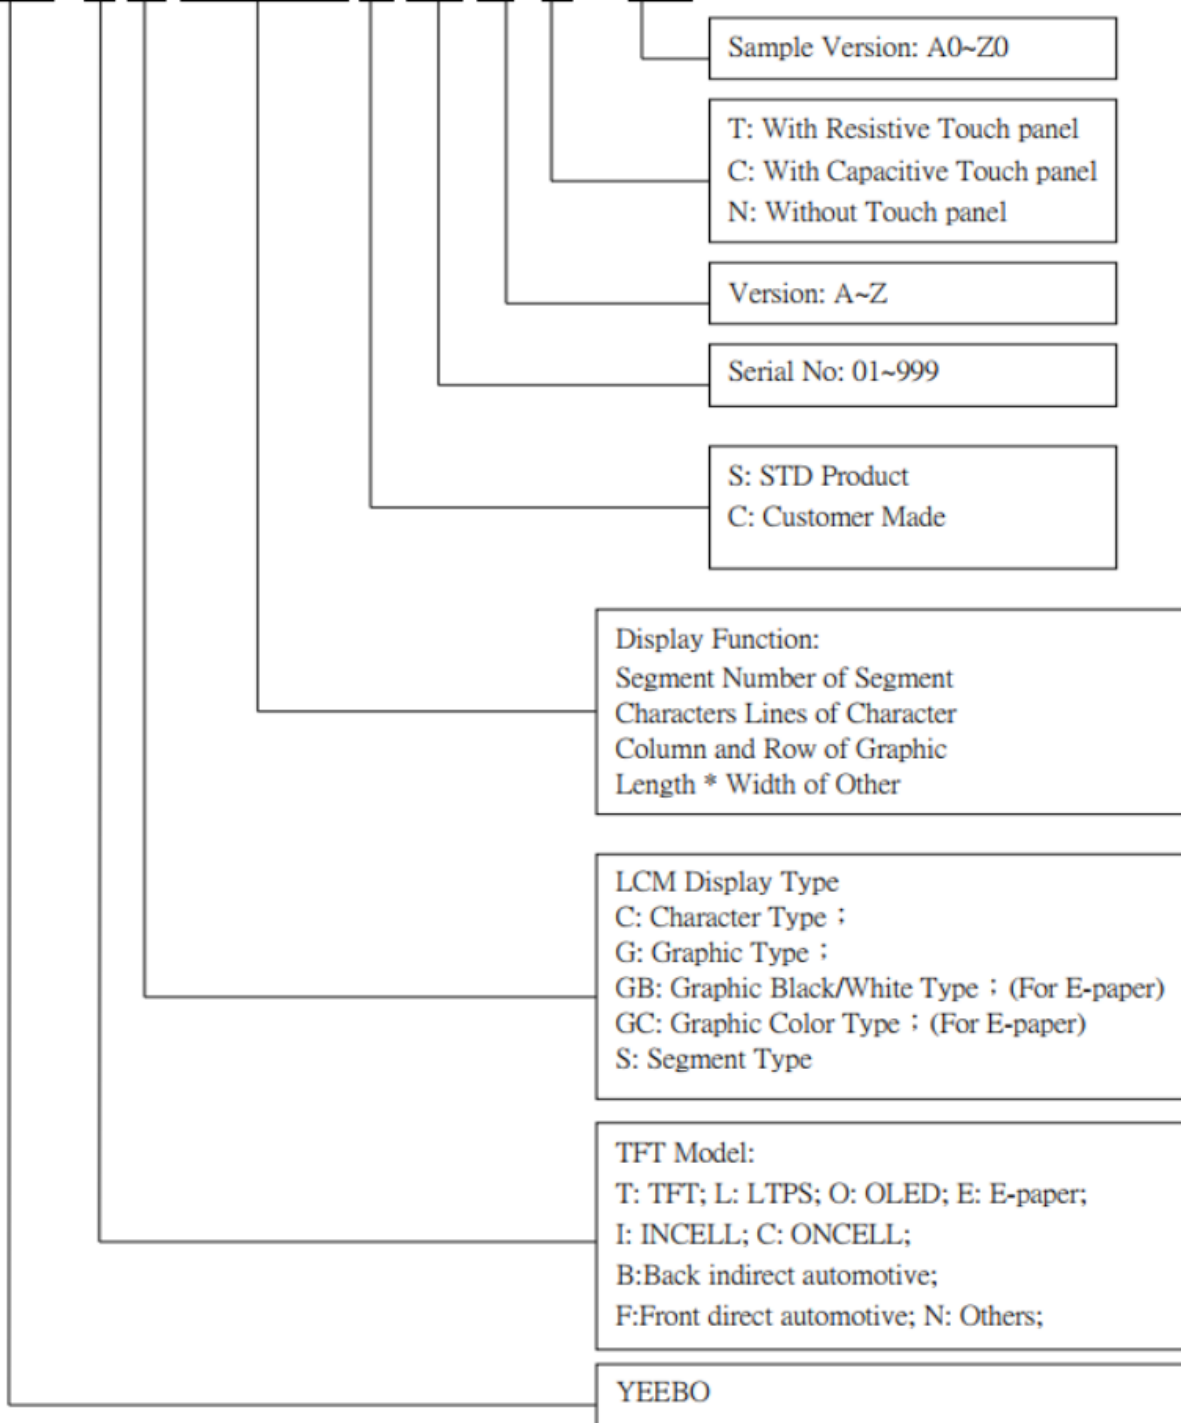 Sample Version: A0~Z0
T: With Resistive Touch panel
C: With Capacitive Touch panel
N: Without Touch panel
Version: A~Z
Serial No: 01~999
S: STD Product
C: Customer Made
Display Function:
Segment Number of Segment
Characters Lines of Character
Column and Row of Graphic
Length * Width of Other
LCM Display Type
C: Character Type；
G: Graphic Type；
GB: Graphic Black/White Type；(For E-paper)
GC: Graphic Color Type；(For E-paper)
S: Segment Type
TFT Model:
T: TFT; L: LTPS; O: OLED; E: E-paper;
I: INCELL; C: ONCELL;
B:Back indirect automotive;
F:Front direct automotive; N: Others;
YEEBO